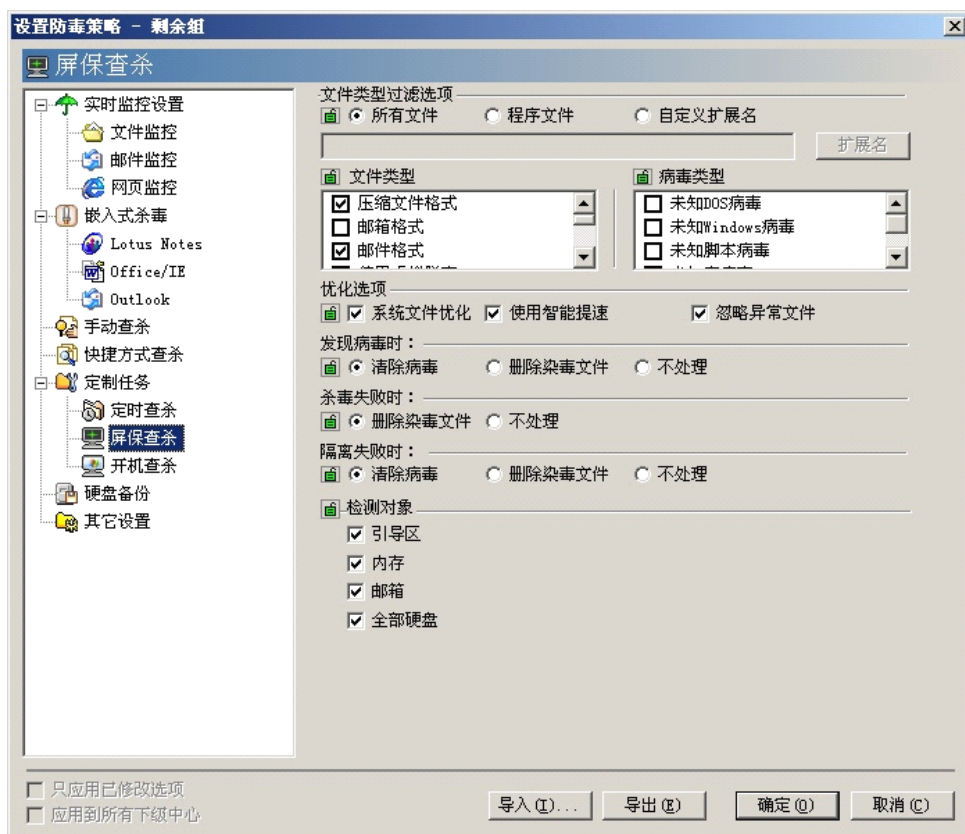 设置防毒策略 - 剩余组
屏保查杀
实时监控设置
文件监控
邮件监控
网页监控
嵌入式杀毒
Lotus Notes
Office/IE
Outlook
手动查杀
快捷方式查杀
定制任务
定时查杀
屏保查杀
开机查杀
硬盘备份
其它设置
文件类型过滤选项
所有文件 程序文件 自定义扩展名
扩展名
文件类型 病毒类型
压缩文件格式 未知DOS病毒
邮箱格式 未知Windows病毒
邮件格式 未知脚本病毒
优化选项
系统文件优化 使用智能提速 忽略异常文件
发现病毒时：
清除病毒 删除染毒文件 不处理
杀毒失败时：
删除染毒文件 不处理
隔离失败时：
清除病毒 删除染毒文件 不处理
检测对象
引导区
内存
邮箱
全部硬盘
只应用已修改选项
应用到所有下级中心
导入(I)... 导出(E) 确定(O) 取消(C)